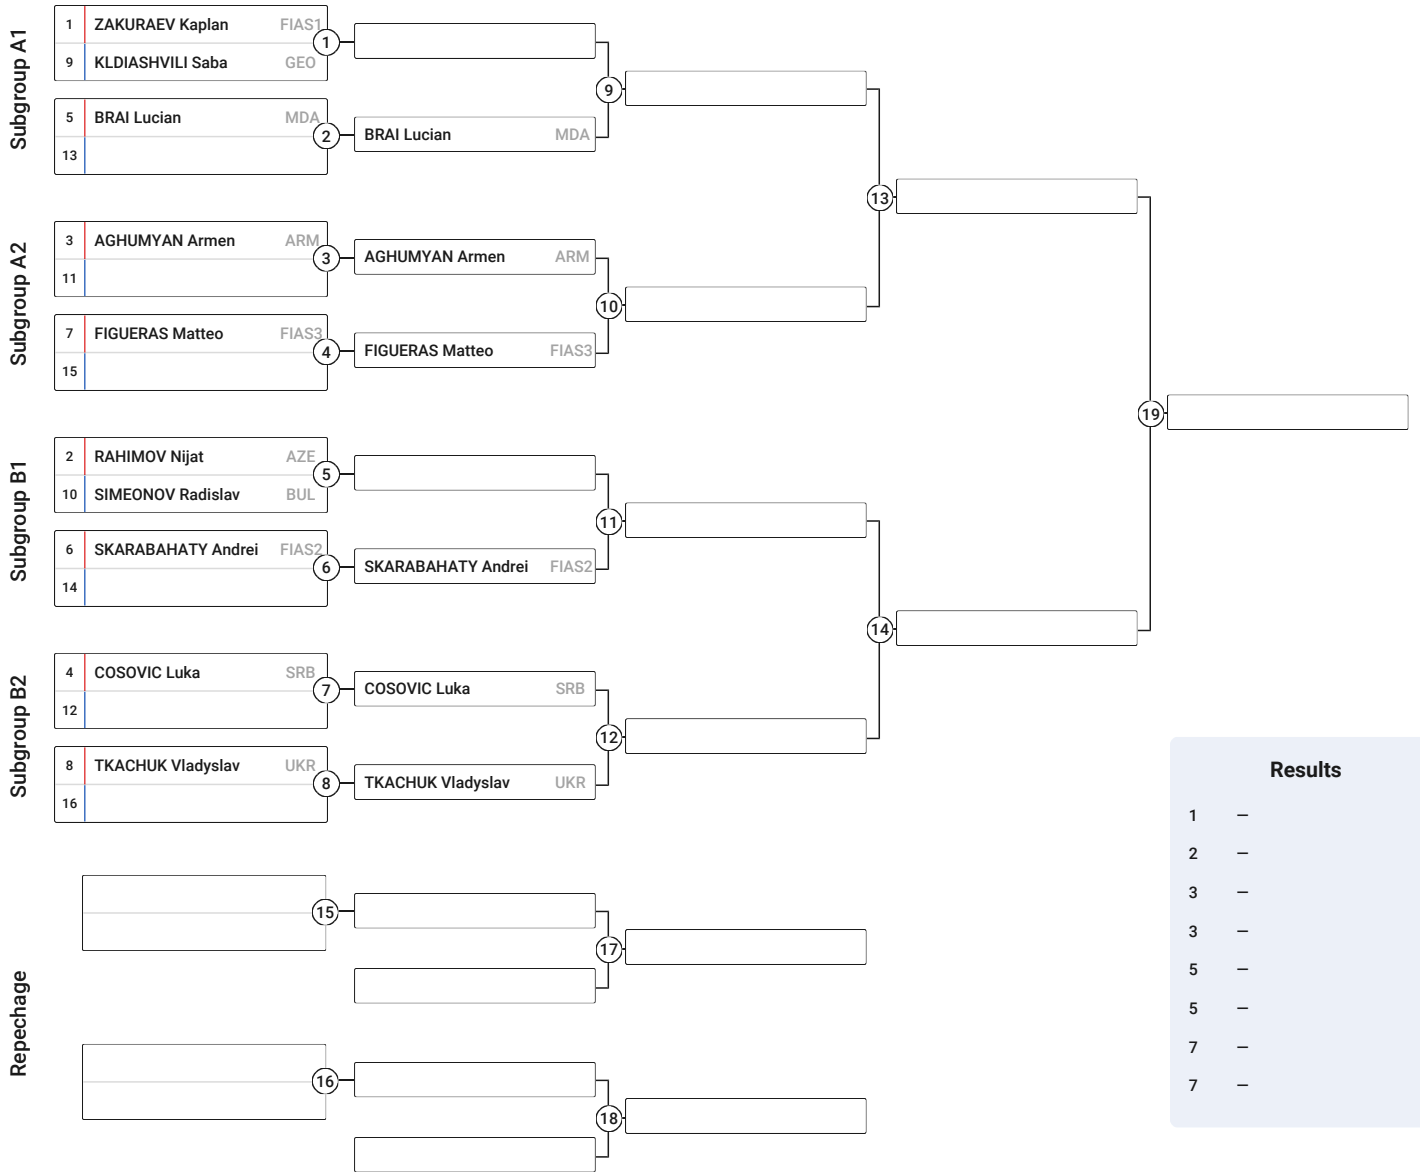 Subgroup A1
1 ZAKURAEV Kaplan FIAS1
9 KLDIASHVILI Saba GEO
1
5 BRAI Lucian MDA
13
2
BRAI Lucian MDA
9
Subgroup A2
3 AGHUMYAN Armen ARM
11
3
AGHUMYAN Armen ARM
7 FIGUERAS Matteo FIAS3
15
4
FIGUERAS Matteo FIAS3
10
13
Subgroup B1
2 RAHIMOV Nijat AZE
10 SIMEONOV Radislav BUL
5
6 SKARABAHATY Andrei FIAS2
14
6
SKARABAHATY Andrei FIAS2
11
Subgroup B2
4 COSOVIC Luka SRB
12
7
COSOVIC Luka SRB
8 TKACHUK Vladyslav UKR
16
8
TKACHUK Vladyslav UKR
12
14
19
Repechage
15
17
16
18
Results
1 –
2 –
3 –
3 –
5 –
5 –
7 –
7 –